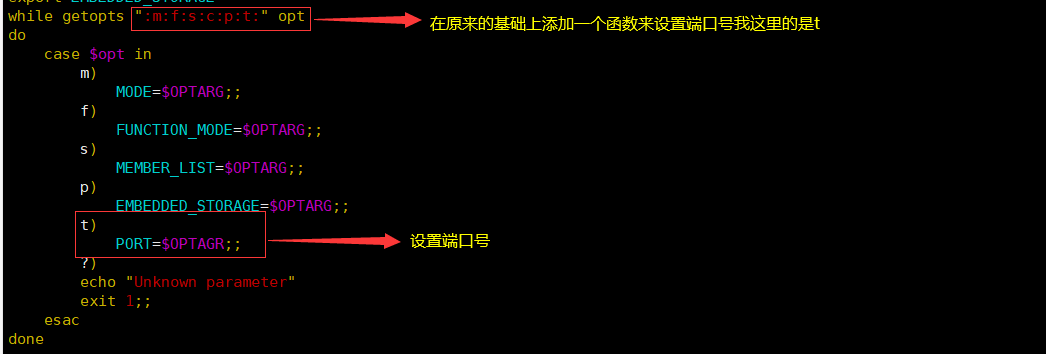 export EMBEDDED_STORAGE
while getopts ":m:f:s:c:p:t:" opt
在原来的基础上添加一个函数来设置端口号我这里的是t
do
case $opt in
m)
MODE=$OPTARG;;
f)
FUNCTION_MODE=$OPTARG;;
s)
MEMBER_LIST=$OPTARG;;
p)
EMBEDDED_STORAGE=$OPTARG;;
t)
PORT=$OPTAGR;;
设置端口号
?)
echo "Unknown parameter"
exit 1;;
esac
done